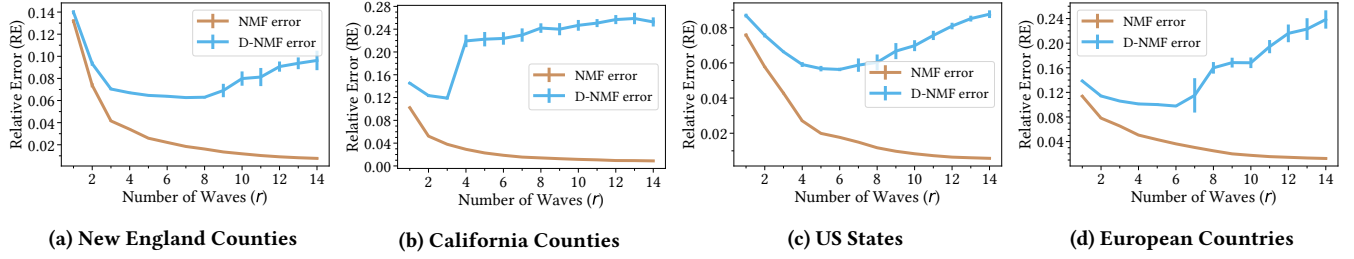 Relative Error (RE)
0.14
0.12
0.10
0.08
0.06
0.04
0.02
NMF error
D-NMF error
2 4 6 8 10 12 14
Number of Waves (r)
(a) New England Counties
Relative Error (RE)
0.28
0.24
0.20
0.16
0.12
0.08
0.04
0.00
NMF error
D-NMF error
2 4 6 8 10 12 14
Number of Waves (r)
(b) California Counties
Relative Error (RE)
0.08
0.06
0.04
0.02
NMF error
D-NMF error
2 4 6 8 10 12 14
Number of Waves (r)
(c) US States
Relative Error (RE)
0.24
0.20
0.16
0.12
0.08
0.04
NMF error
D-NMF error
2 4 6 8 10 12 14
Number of Waves (r)
(d) European Countries